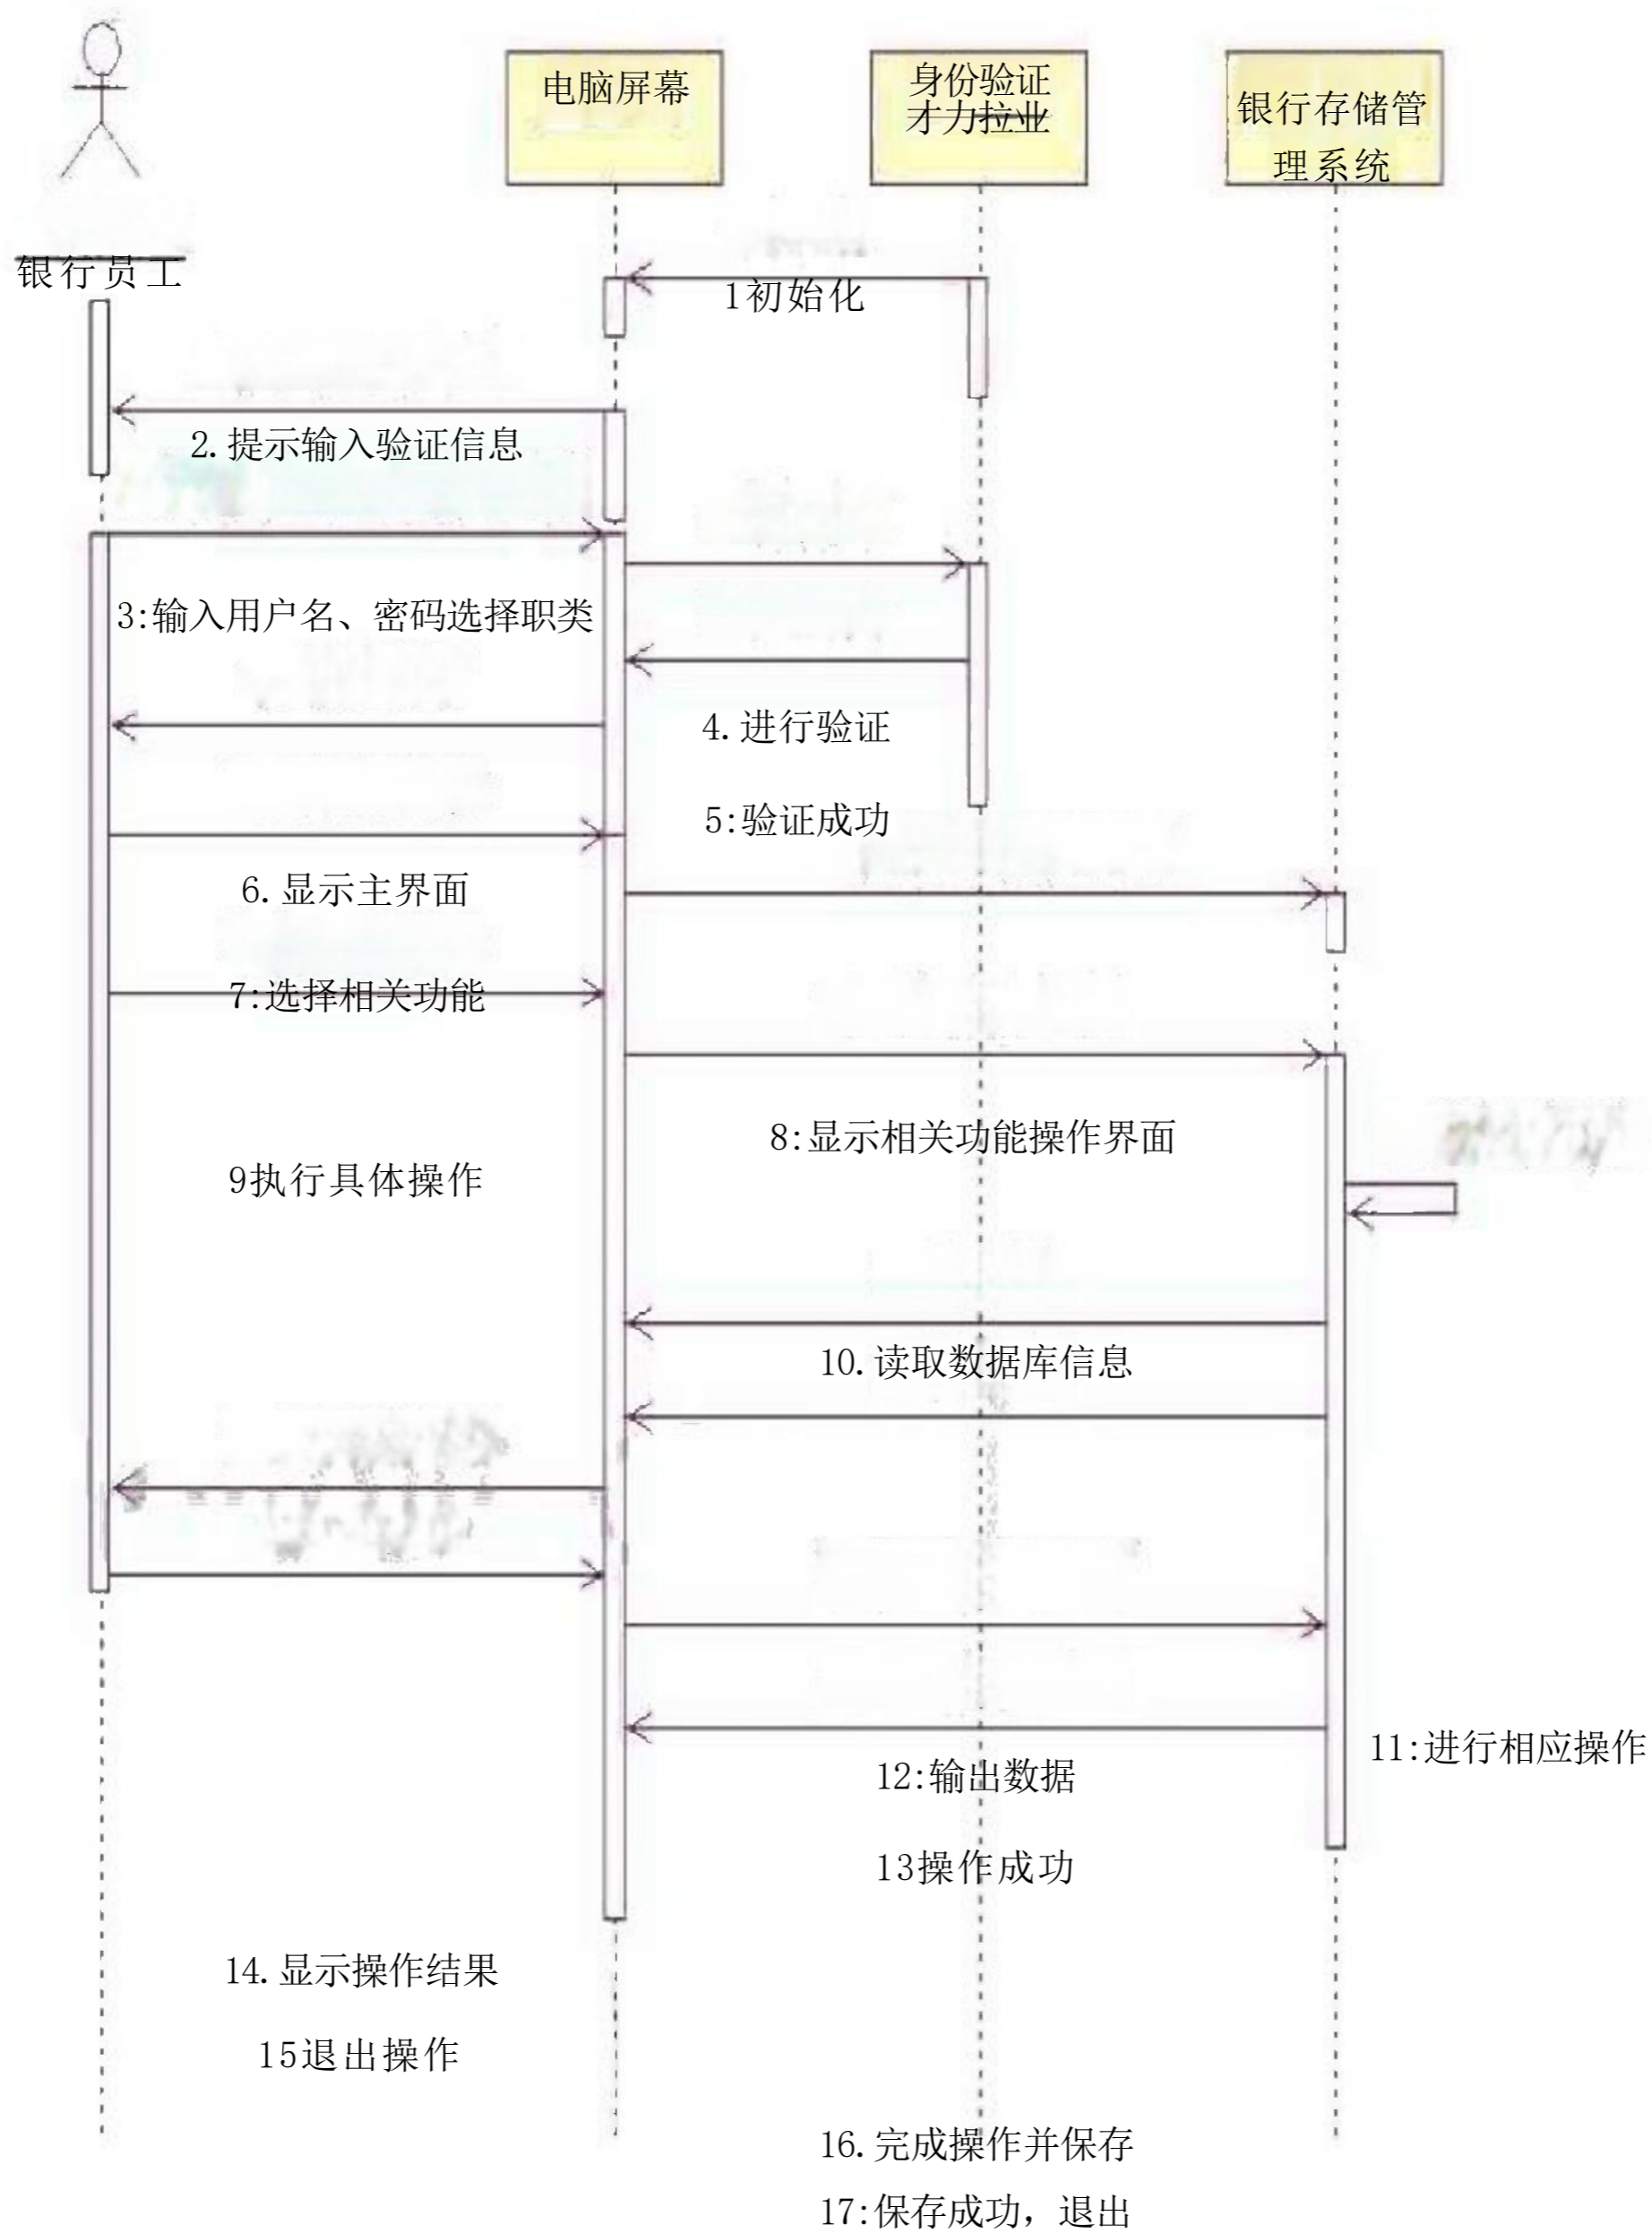 电脑屏幕
身份验证
才力拉业
银行存储管
理系统
银行员工
1初始化
2.提示输入验证信息
3:输入用户名、密码选择职类
4.进行验证
5:验证成功
6.显示主界面
7:选择相关功能
8:显示相关功能操作界面
9执行具体操作
10.读取数据库信息
11:进行相应操作
12:输出数据
13操作成功
14.显示操作结果
15退出操作
16.完成操作并保存
17:保存成功，退出